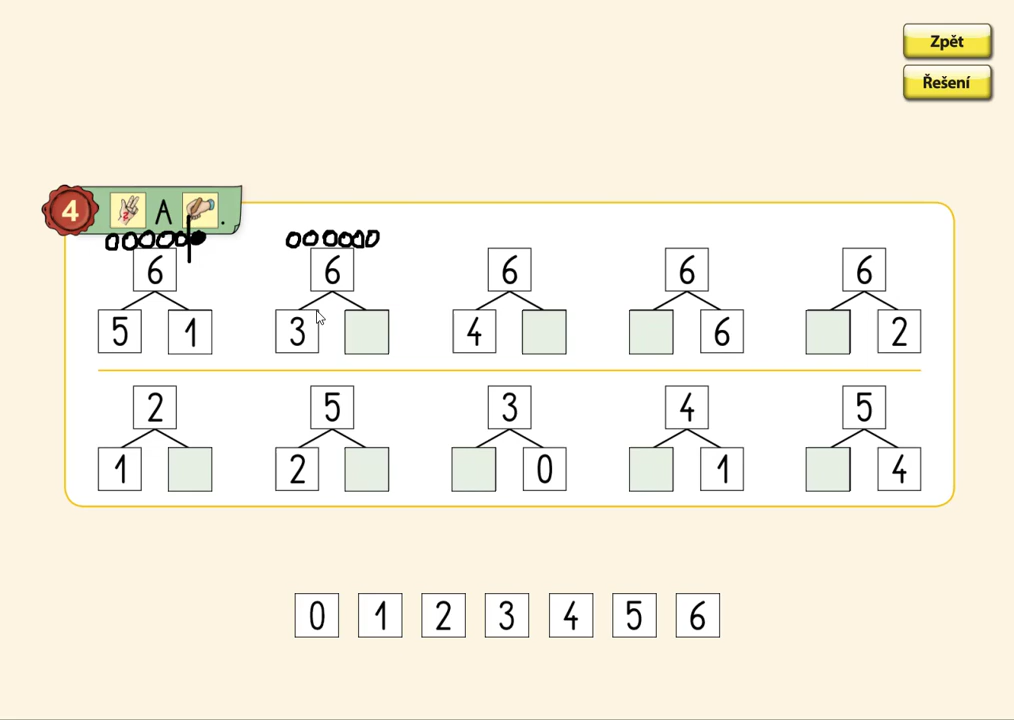 Zpět
Řešení
4 A .
6 6 6 6 6
5 1 3 4 6 2
2 5 3 4 5
1 2 0 1 4
0 1 2 3 4 5 6